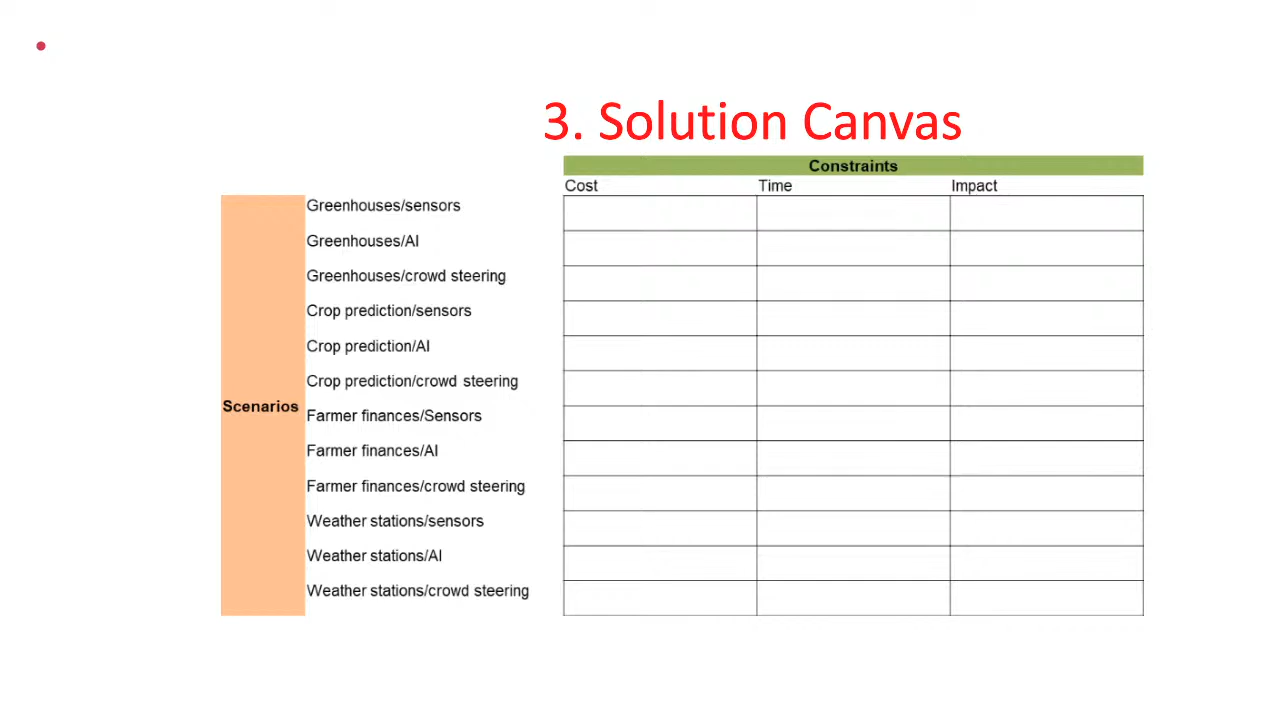 3. Solution Canvas
Constraints
Cost Time Impact
Scenarios
Greenhouses/sensors
Greenhouses/AI
Greenhouses/crowd steering
Crop prediction/sensors
Crop prediction/AI
Crop prediction/crowd steering
Farmer finances/Sensors
Farmer finances/AI
Farmer finances/crowd steering
Weather stations/sensors
Weather stations/AI
Weather stations/crowd steering